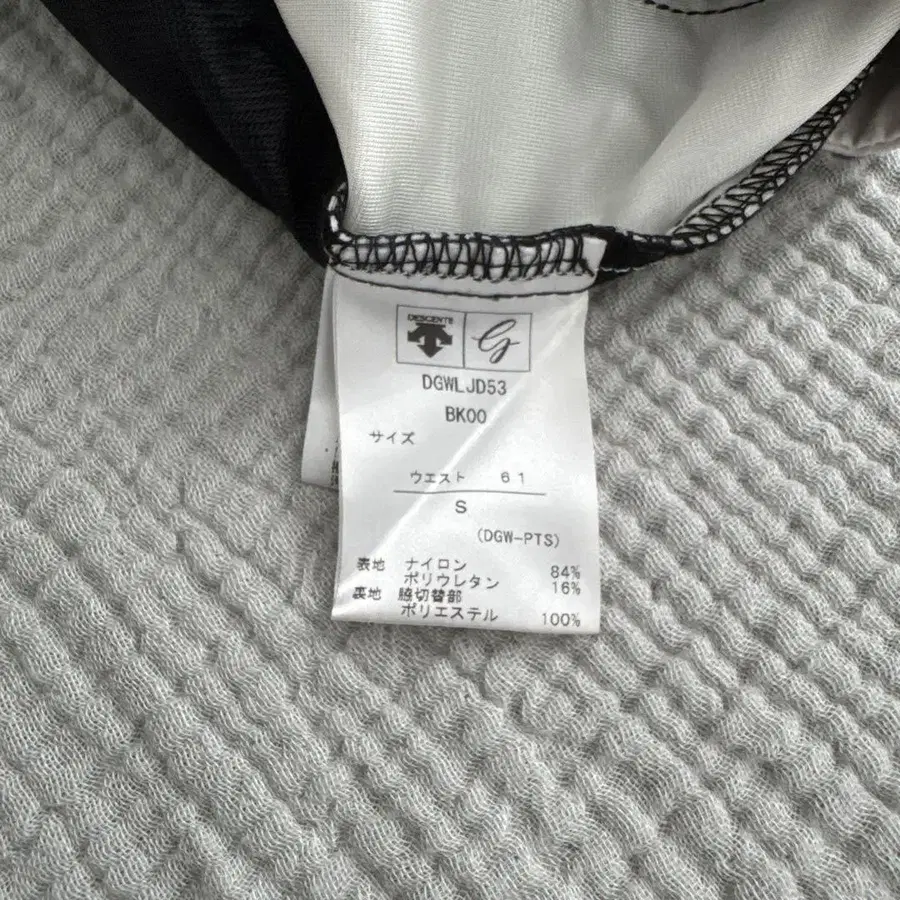 DESCENTE G
DGWLJD53
BK00
サイズ
ウエスト 61
S
(DGW-PTS)
表地 ナイロン 84%
ポリウレタン 16%
裏地 脇切替部
ポリエステル 100%